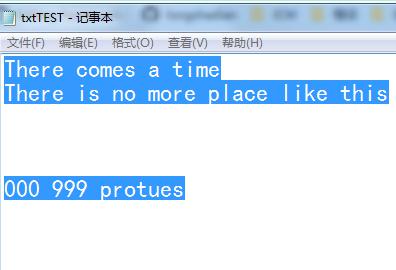 txtTEST - 记事本
文件(F) 编辑(E) 格式(O) 查看(V) 帮助(H)
There comes a time
There is no more place like this
000 999 protues